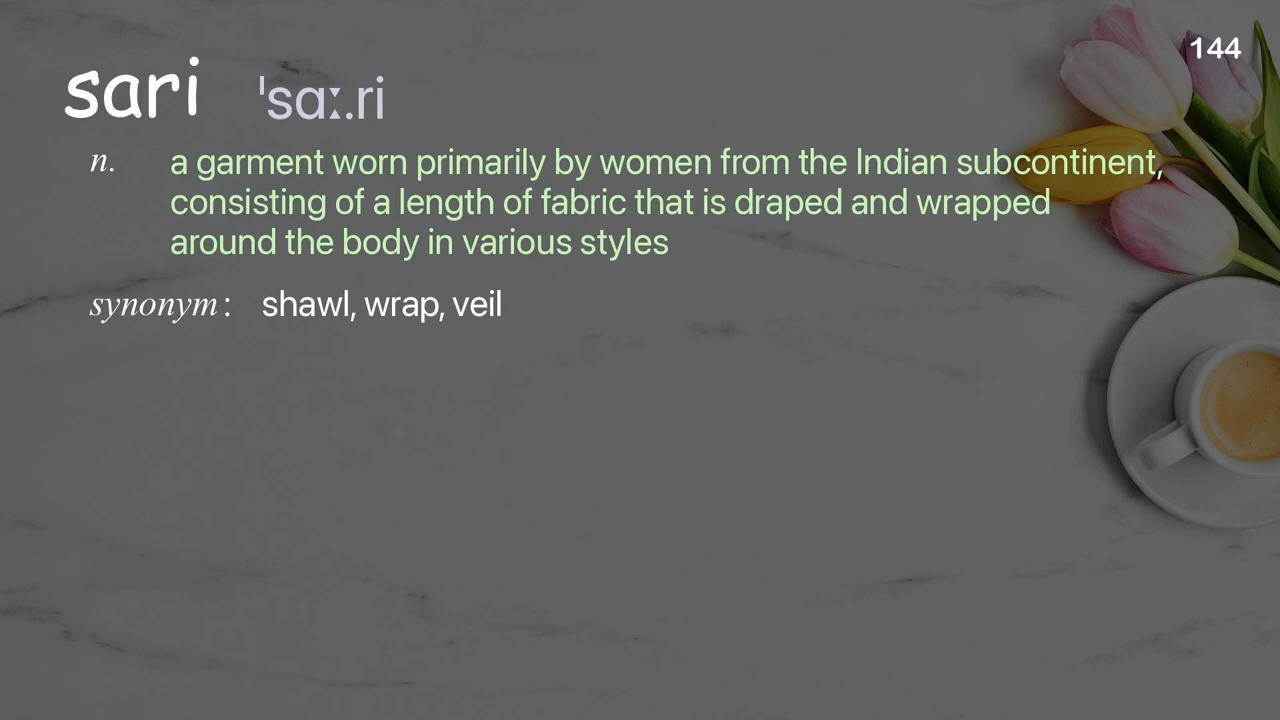 144
sari ˈsɑː.ri
n. a garment worn primarily by women from the Indian subcontinent,
consisting of a length of fabric that is draped and wrapped
around the body in various styles
synonym: shawl, wrap, veil